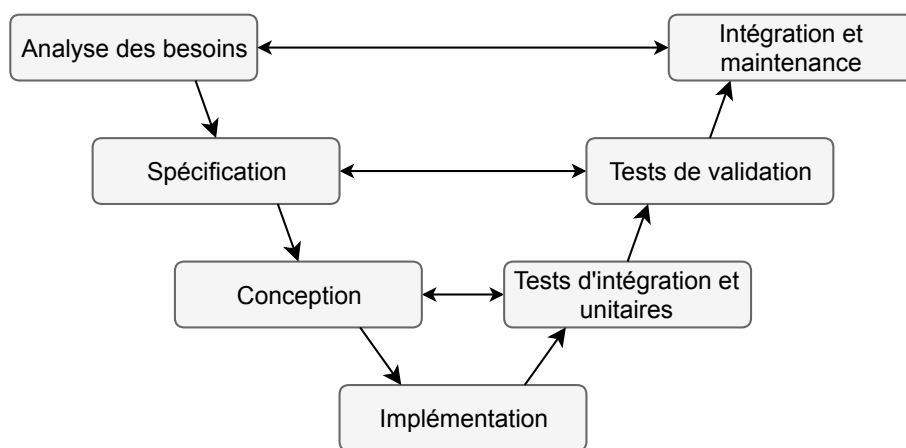 Analyse des besoins
Intégration et
maintenance
Spécification
Tests de validation
Conception
Tests d'intégration et
unitaires
Implémentation